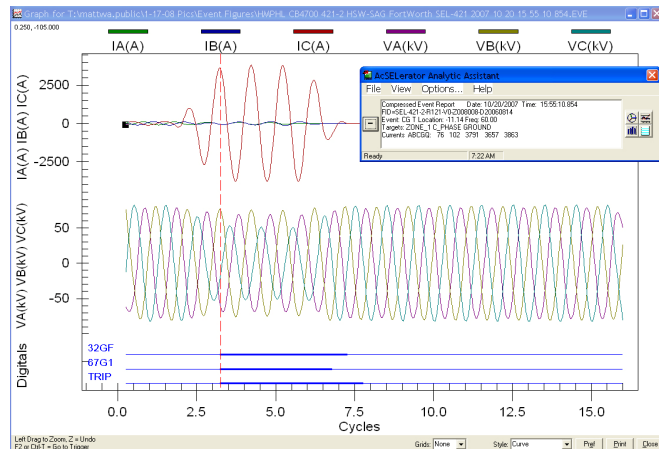 Graph for T:\mattwa.public\1-17-08 Pics\Event Figures\HMPHL CB4700 421-2 HSW-SAG FortWorth SEL-421 2007 10 20 15 55 10.854.EVE
0.250, -105.000
IA(A) IB(A) IC(A) VA(kV) VB(kV) VC(kV)
IA(A) IB(A) IC(A)
2500
0
-2500
AcSELerator Analytic Assistant
File View Options... Help
Compressed Event Report Date: 10/20/2007 Time: 15:55:10.854
FID=SEL-421-2-R121-V0-Z008008-D20060814
Event: CG T Location: -11.14 Freq: 60.00
Targets: ZONE_1 C_PHASE GROUND
Currents ABCGQ: 76 102 3791 3657 3863
Ready 7:22 AM
VA(kV) VB(kV) VC(kV)
50
0
-50
Digitals
32GF
67G1
TRIP
0.0 2.5 5.0 7.5 10.0 12.5 15.0
Cycles
Left Drag to Zoom, Z = Undo
F2 or Ctrl-T = Go to Trigger
Grids: None Style: Curve Pref Print Close